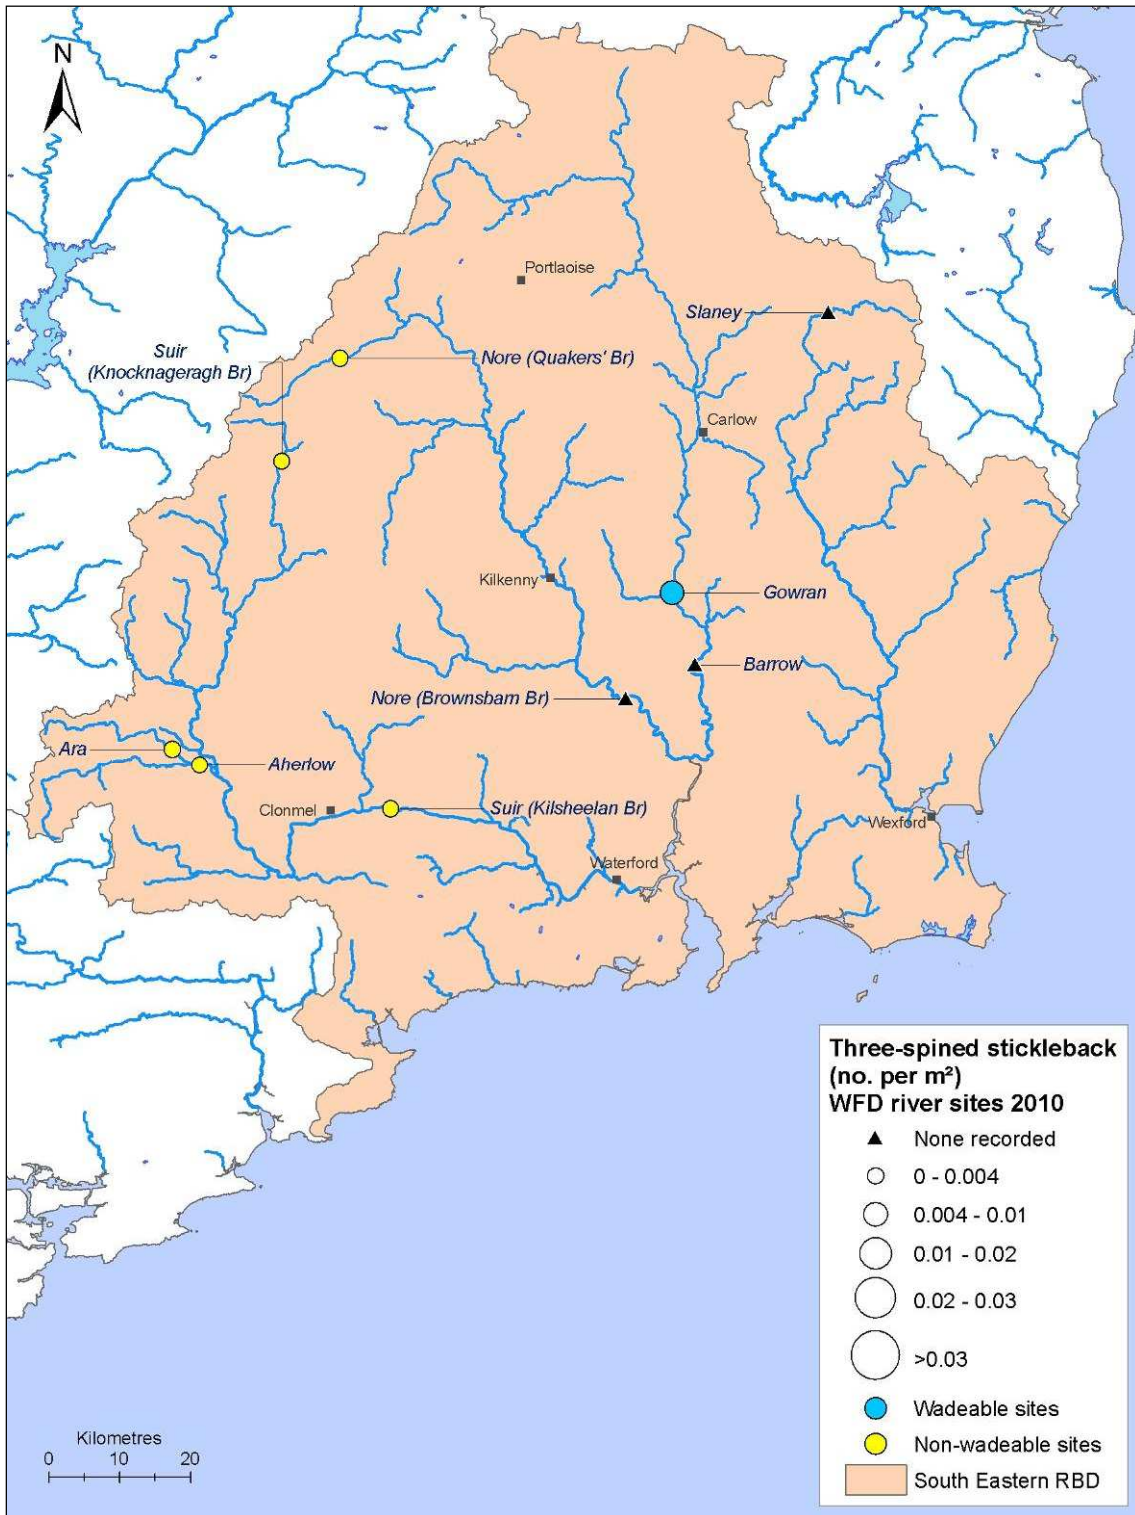 N
Portlaoise
Slaney
Suir
(Knocknageragh Br)
Nore (Quakers' Br)
Carlow
Kilkenny
Gowran
Barrow
Nore (Brownsbarn Br)
Ara
Aherlow
Clonmel
Suir (Kilsheelan Br)
Wexford
Waterford
Three-spined stickleback
(no. per m²)
WFD river sites 2010
None recorded
0 - 0.004
0.004 - 0.01
0.01 - 0.02
0.02 - 0.03
>0.03
Wadeable sites
Non-wadeable sites
South Eastern RBD
Kilometres
0 10 20